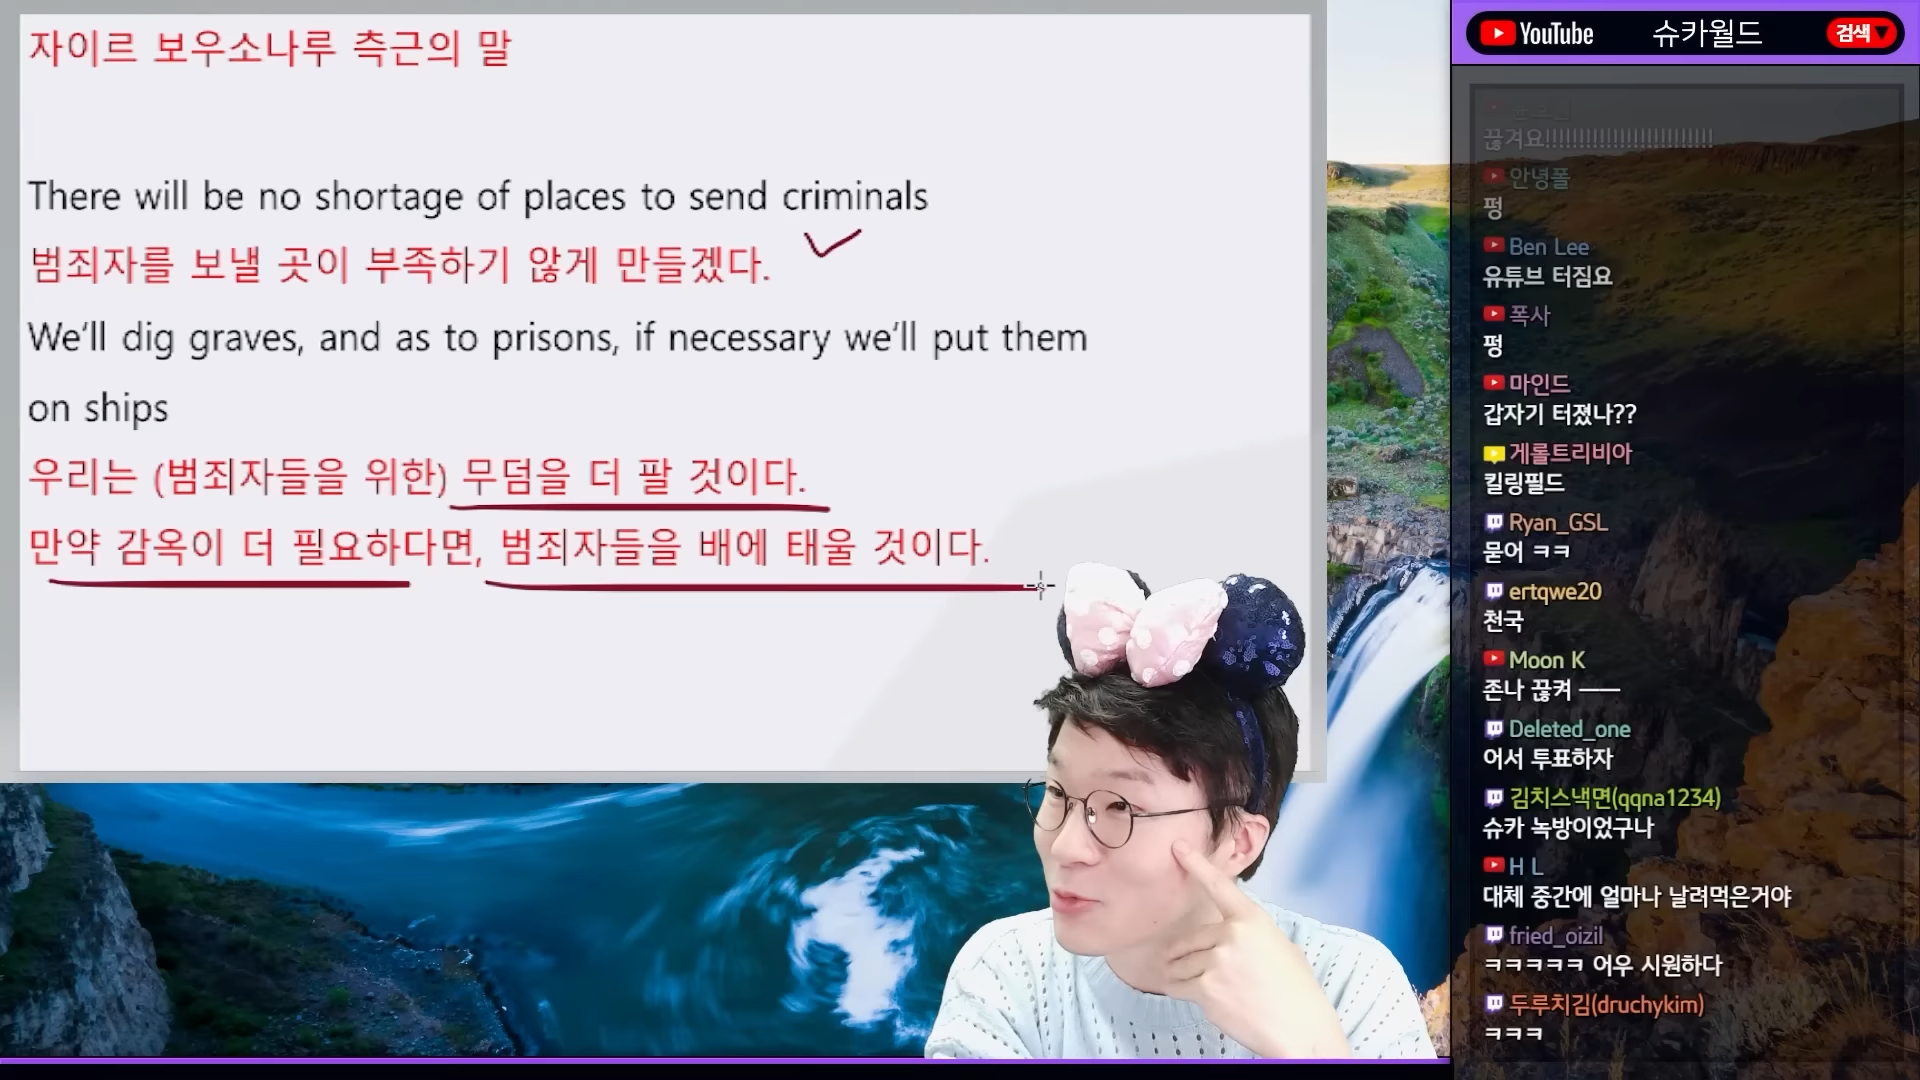 자이르 보우소나루 측근의 말
There will be no shortage of places to send criminals
범죄자를 보낼 곳이 부족하기 않게 만들겠다.
We'll dig graves, and as to prisons, if necessary we'll put them
on ships
우리는 (범죄자들을 위한) 무덤을 더 팔 것이다.
만약 감옥이 더 필요하다면, 범죄자들을 배에 태울 것이다.
YouTube 슈카월드 검색
끊겨요!!!!!!!!!!!!!!!!!!!!!!!!!
안녕폴
펑
Ben Lee
유튜브 터짐요
폭사
펑
마인드
갑자기 터졌나??
게롤트리비아
킬링필드
Ryan_GSL
묻어 ㅋㅋ
ertqwe20
천국
Moon K
존나 끊켜 ㅡㅡ
Deleted_one
어서 투표하자
김치스낵면(qqna1234)
슈카 녹방이었구나
H L
대체 중간에 얼마나 날려먹은거야
fried_oizil
ㅋㅋㅋㅋㅋ 어우 시원하다
두루치김(druchykim)
ㅋㅋㅋ